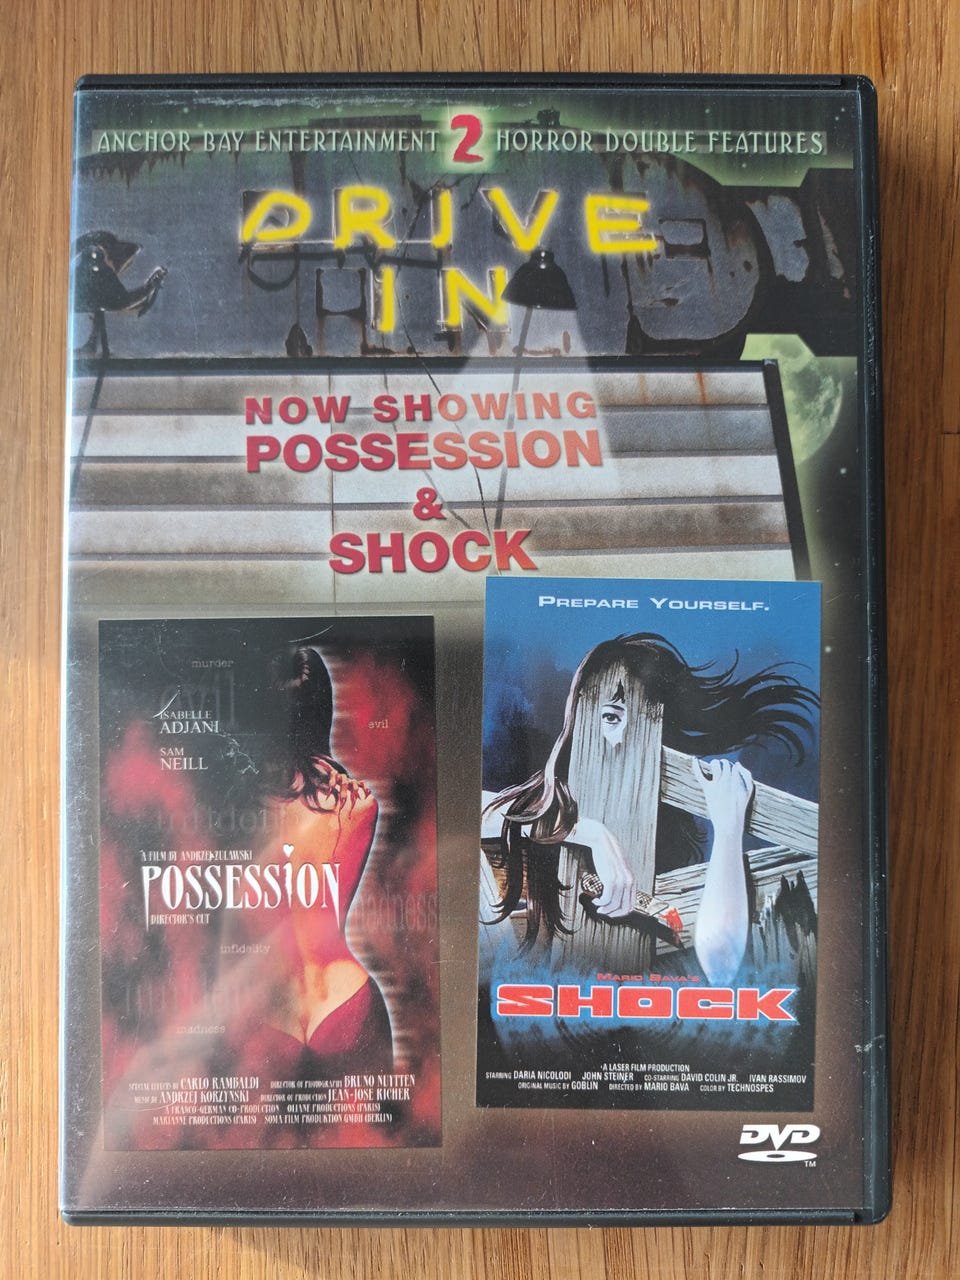 ANCHOR BAY ENTERTAINMENT 2 HORROR DOUBLE FEATURES
DRIVE
IN
NOW SHOWING
POSSESSION
&
SHOCK
murder
evil
ISABELLE
ADJANI
evil
SAM
NEILL
infidelity
A FILM BY ANDRZEJ ZULAWSKI
POSSESSION
DIRECTOR'S CUT
madness
infidelity
murder
madness
SPECIAL EFFECTS BY CARLO RAMBALDI DIRECTOR OF PHOTOGRAPHY BRUNO NUYTTEN
MUSIC BY ANDRZEJ KORZYNSKI DIRECTOR OF PRODUCTION JEAN-JOSE RICHER
A FRANCO-GERMAN CO-PRODUCTION OLIANE PRODUCTIONS (PARIS)
MARIANNE PRODUCTIONS (PARIS) SOMA FILM PRODUKTION GMBH (BERLIN)
PREPARE YOURSELF.
MARIO BAVA'S
SHOCK
A LASER FILM PRODUCTION
STARRING DARIA NICOLODI JOHN STEINER CO-STARRING DAVID COLIN JR. IVAN RASSIMOV
ORIGINAL MUSIC BY GOBLIN DIRECTED BY MARIO BAVA COLOR BY TECHNOSPES
DVD
TM